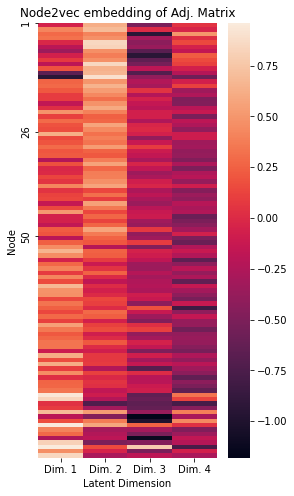 Node2vec embedding of Adj. Matrix
1
26
50
Node
Dim. 1 Dim. 2 Dim. 3 Dim. 4
Latent Dimension
0.75
0.50
0.25
0.00
−0.25
−0.50
−0.75
−1.00